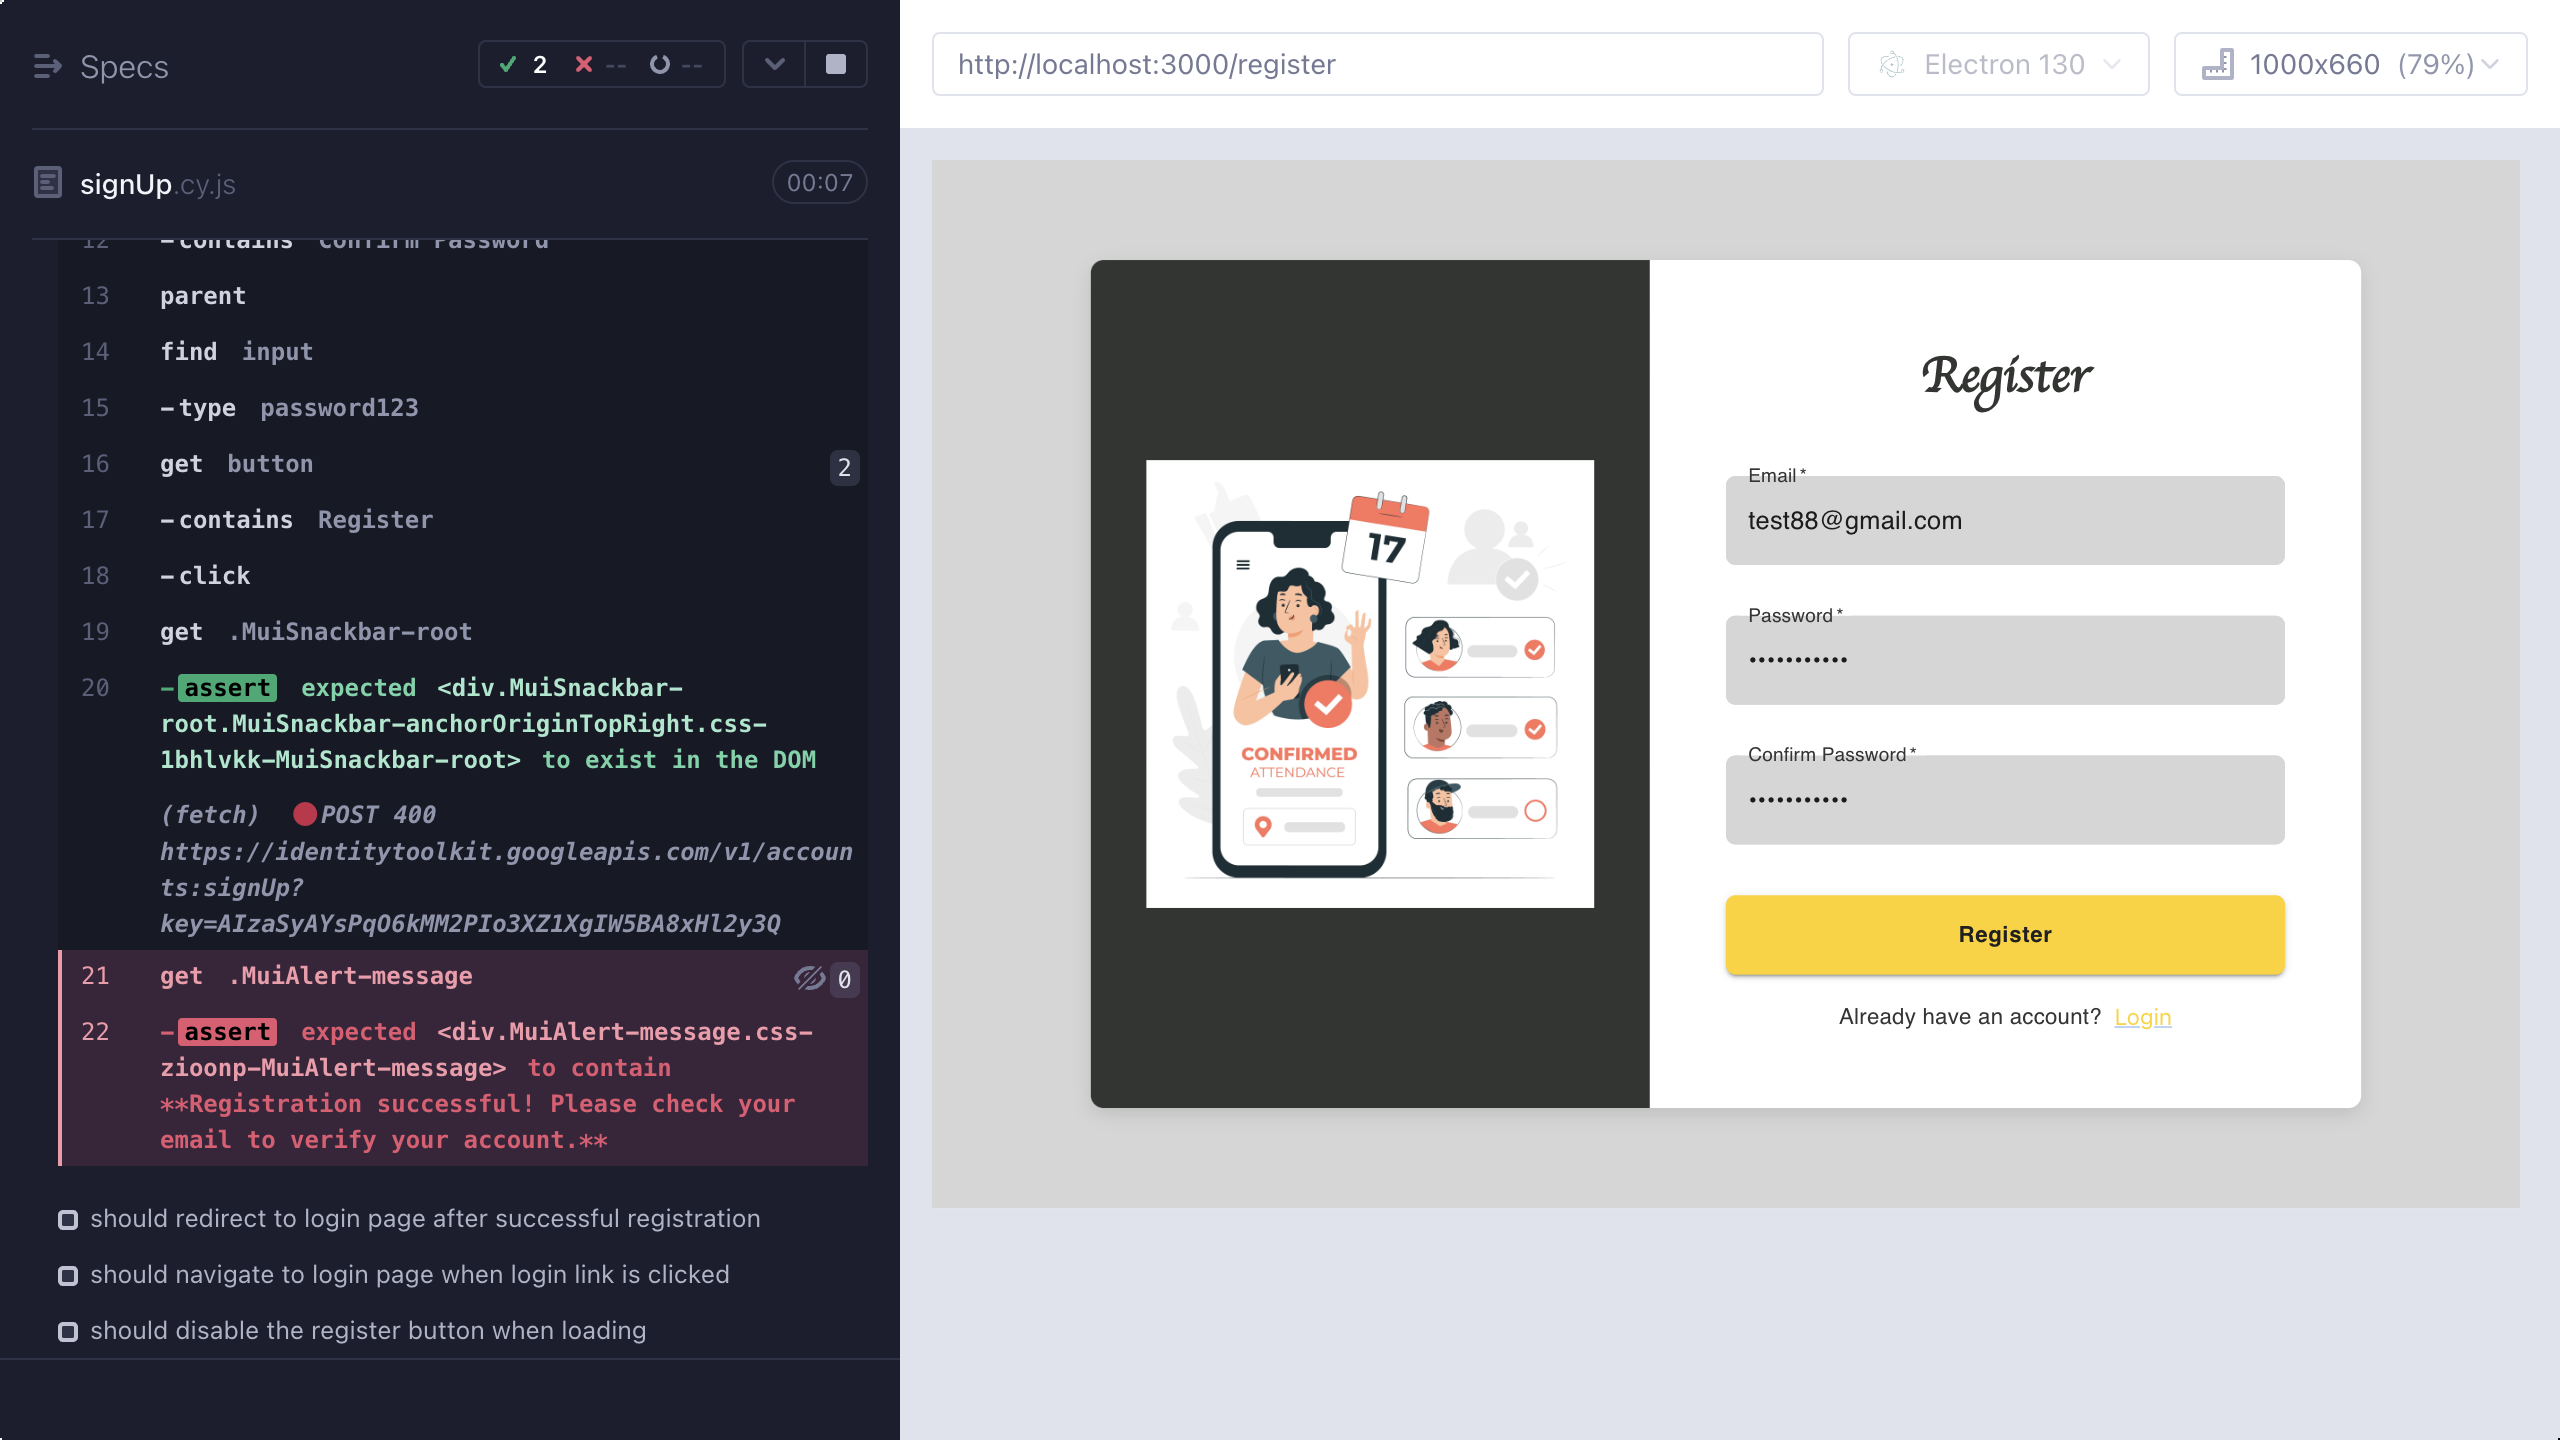 Specs
2 -- --
signUp.cy.js
00:07
12 -contains Confirm Password
13 parent
14 find input
15 -type password123
16 get button 2
17 -contains Register
18 -click
19 get .MuiSnackbar-root
20 -assert expected <div.MuiSnackbar-
root.MuiSnackbar-anchorOriginTopRight.css-
1bhlvkk-MuiSnackbar-root> to exist in the DOM
(fetch) POST 400
https://identitytoolkit.googleapis.com/v1/accoun
ts:signUp?
key=AIzaSyAYsPqO6kMM2PIo3XZ1XgIW5BA8xHl2y3Q
21 get .MuiAlert-message 0
22 -assert expected <div.MuiAlert-message.css-
zioonp-MuiAlert-message> to contain
**Registration successful! Please check your
email to verify your account.**
should redirect to login page after successful registration
should navigate to login page when login link is clicked
should disable the register button when loading
http://localhost:3000/register
Electron 130
1000x660 (79%)
17
CONFIRMED
ATTENDANCE
Register
Email *
test88@gmail.com
Password *
•••••••••••
Confirm Password *
•••••••••••
Register
Already have an account? Login